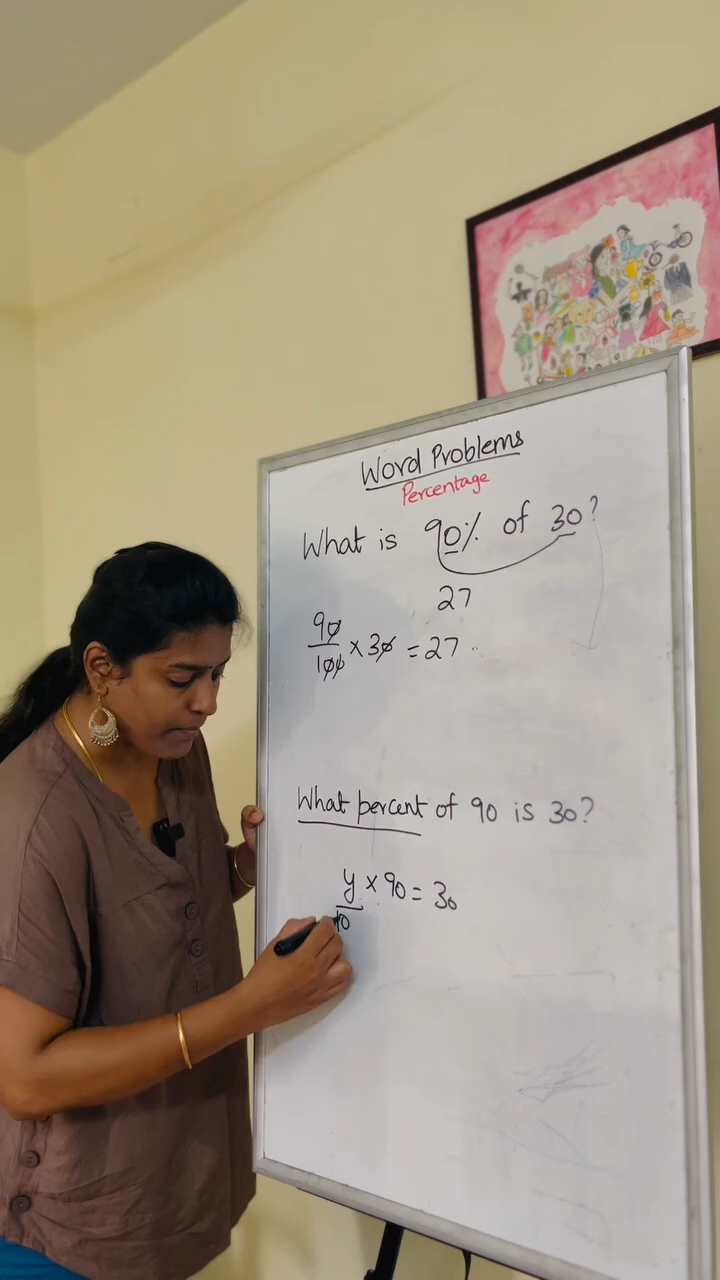 Word Problems
Percentage
What is 90% of 30?
27
90/100 × 30 = 27
What percent of 90 is 30?
y/10 × 90 = 30